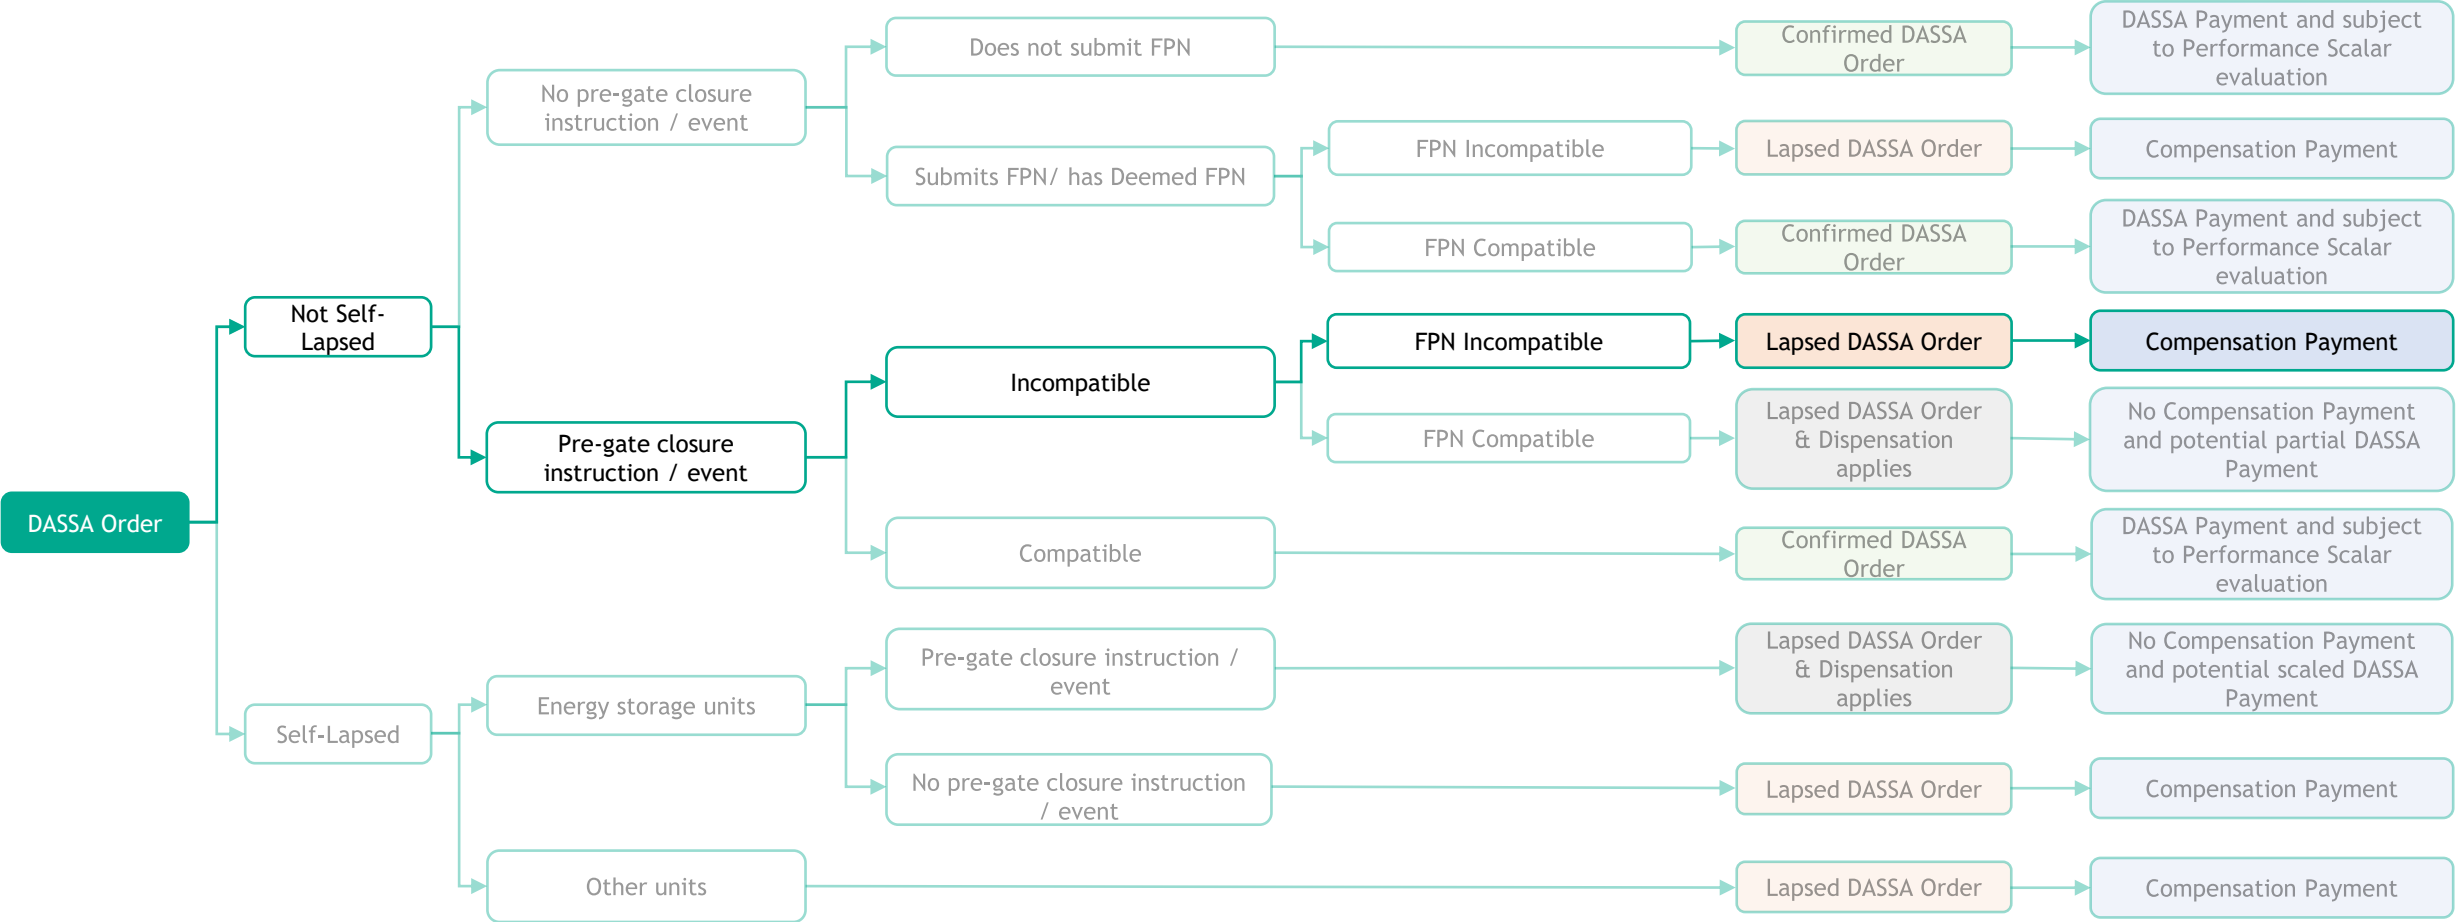 Does not submit FPN
Confirmed DASSA
Order
DASSA Payment and subject
to Performance Scalar
evaluation
No pre-gate closure
instruction / event
Submits FPN/ has Deemed FPN
FPN Incompatible
Lapsed DASSA Order
Compensation Payment
FPN Compatible
Confirmed DASSA
Order
DASSA Payment and subject
to Performance Scalar
evaluation
Not Self-
Lapsed
Pre-gate closure
instruction / event
Incompatible
FPN Incompatible
Lapsed DASSA Order
Compensation Payment
FPN Compatible
Lapsed DASSA Order
& Dispensation
applies
No Compensation Payment
and potential partial DASSA
Payment
DASSA Order
Compatible
Confirmed DASSA
Order
DASSA Payment and subject
to Performance Scalar
evaluation
Self-Lapsed
Energy storage units
Pre-gate closure instruction /
event
Lapsed DASSA Order
& Dispensation
applies
No Compensation Payment
and potential scaled DASSA
Payment
No pre-gate closure instruction
/ event
Lapsed DASSA Order
Compensation Payment
Other units
Lapsed DASSA Order
Compensation Payment